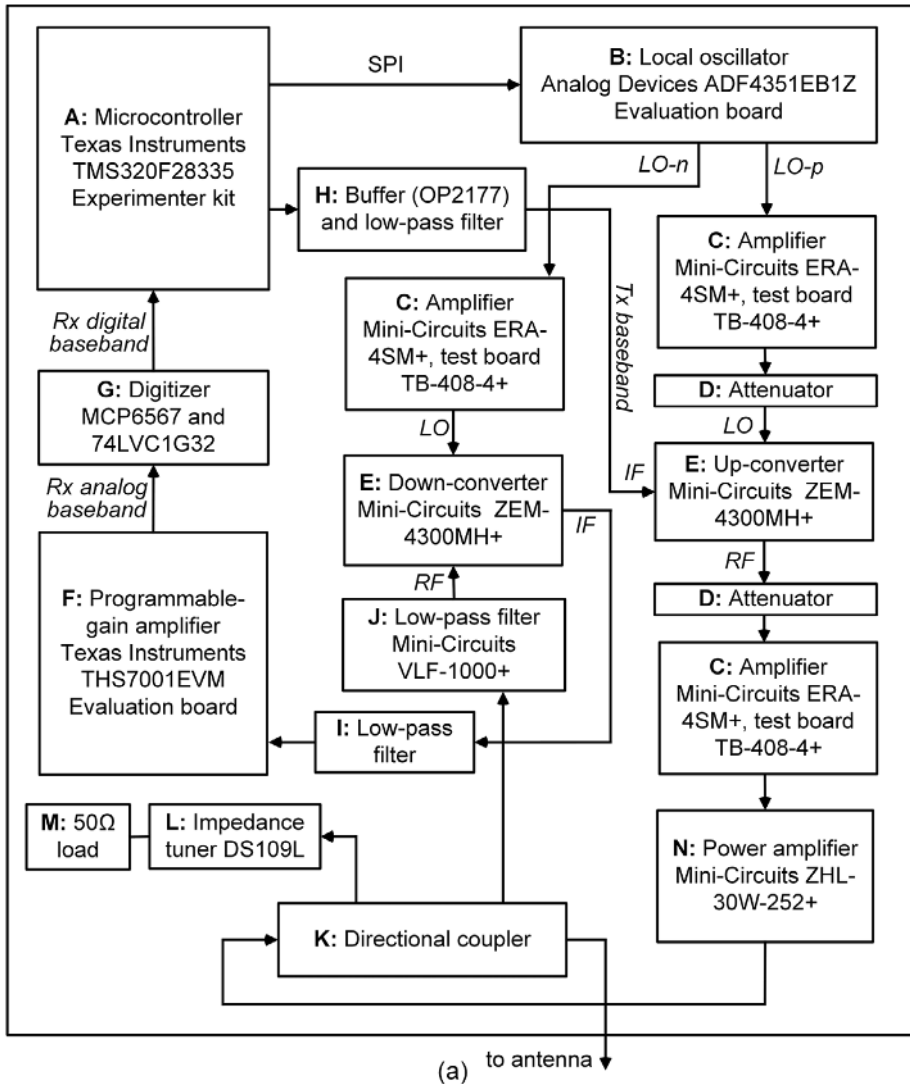 A: Microcontroller
Texas Instruments
TMS320F28335
Experimenter kit
SPI
B: Local oscillator
Analog Devices ADF4351EB1Z
Evaluation board
LO-n
LO-p
H: Buffer (OP2177)
and low-pass filter
C: Amplifier
Mini-Circuits ERA-
4SM+, test board
TB-408-4+
Tx baseband
C: Amplifier
Mini-Circuits ERA-
4SM+, test board
TB-408-4+
Rx digital
baseband
G: Digitizer
MCP6567 and
74LVC1G32
D: Attenuator
LO
LO
Rx analog
baseband
E: Down-converter
Mini-Circuits ZEM-
4300MH+
IF
IF
E: Up-converter
Mini-Circuits ZEM-
4300MH+
RF
RF
F: Programmable-
gain amplifier
Texas Instruments
THS7001EVM
Evaluation board
J: Low-pass filter
Mini-Circuits
VLF-1000+
D: Attenuator
I: Low-pass
filter
C: Amplifier
Mini-Circuits ERA-
4SM+, test board
TB-408-4+
M: 50Ω
load
L: Impedance
tuner DS109L
N: Power amplifier
Mini-Circuits ZHL-
30W-252+
K: Directional coupler
(a)
to antenna